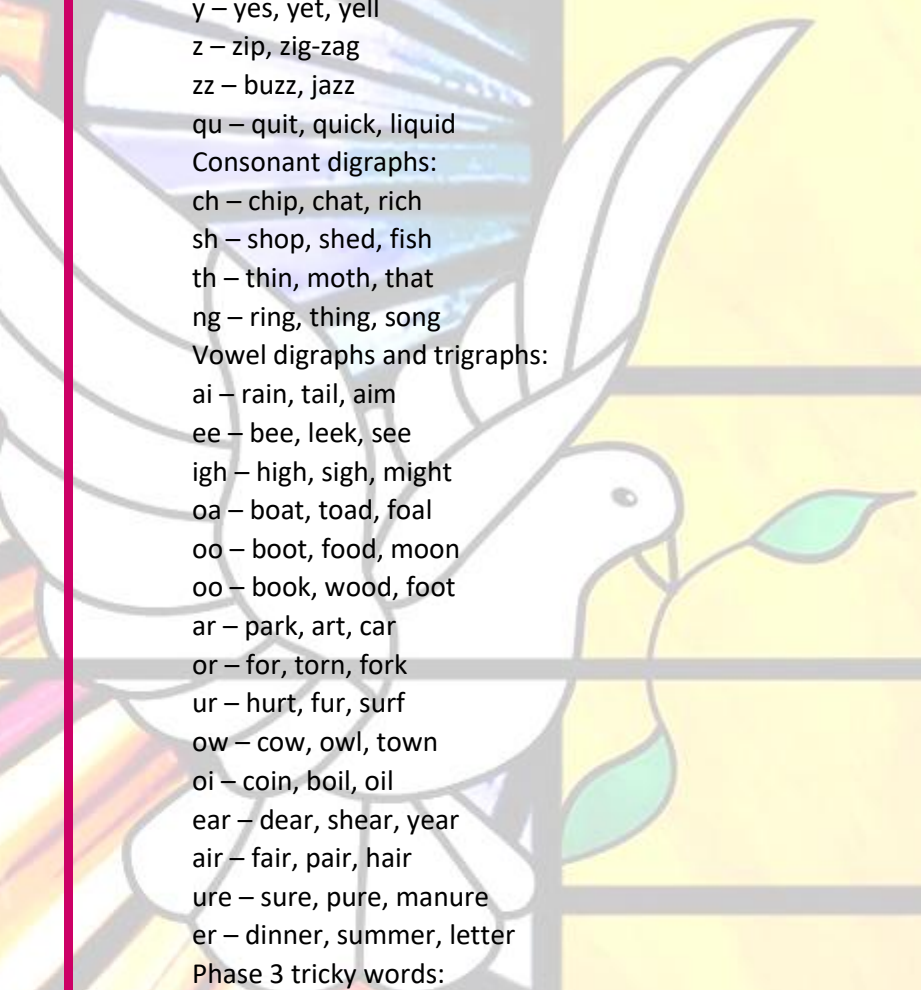 y – yes, yet, yell
z – zip, zig-zag
zz – buzz, jazz
qu – quit, quick, liquid
Consonant digraphs:
ch – chip, chat, rich
sh – shop, shed, fish
th – thin, moth, that
ng – ring, thing, song
Vowel digraphs and trigraphs:
ai – rain, tail, aim
ee – bee, leek, see
igh – high, sigh, might
oa – boat, toad, foal
oo – boot, food, moon
oo – book, wood, foot
ar – park, art, car
or – for, torn, fork
ur – hurt, fur, surf
ow – cow, owl, town
oi – coin, boil, oil
ear – dear, shear, year
air – fair, pair, hair
ure – sure, pure, manure
er – dinner, summer, letter
Phase 3 tricky words: